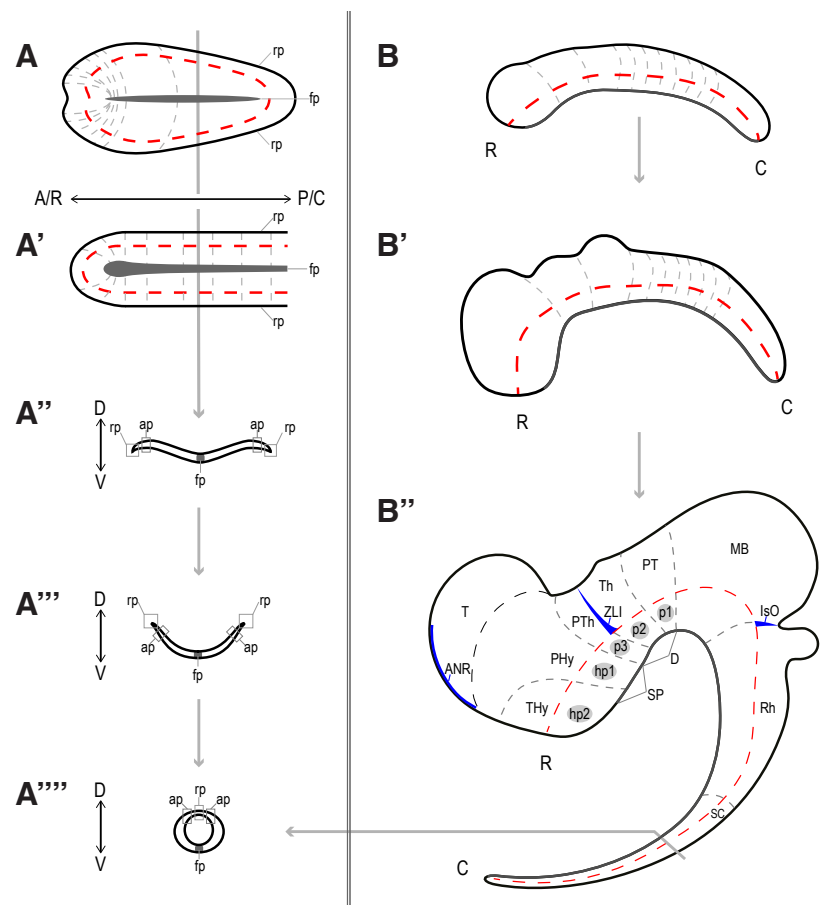 A
rp
fp
rp
A/R
P/C
A'
rp
fp
rp
A''
D
V
rp
ap
ap
rp
fp
A'''
D
V
rp
rp
ap
ap
fp
A''''
D
V
ap
rp
ap
fp
B
R
C
B'
R
C
B''
MB
PT
Th
T
ZLI
p1
IsO
PTh
p2
p3
PHy
D
ANR
hp1
SP
THy
hp2
Rh
R
SC
C